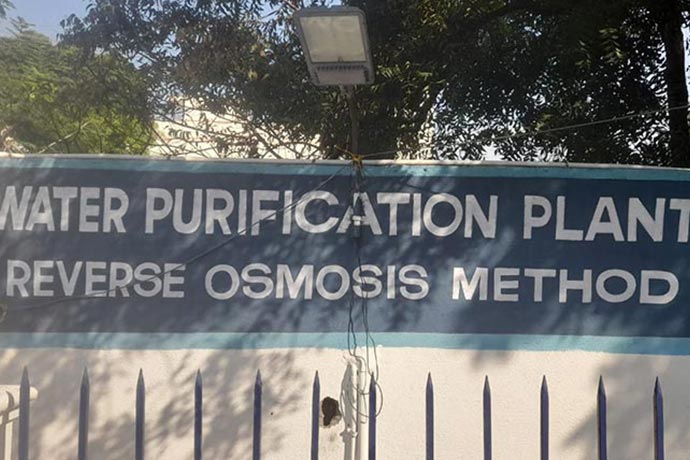 WATER PURIFICATION PLANT
REVERSE OSMOSIS METHOD